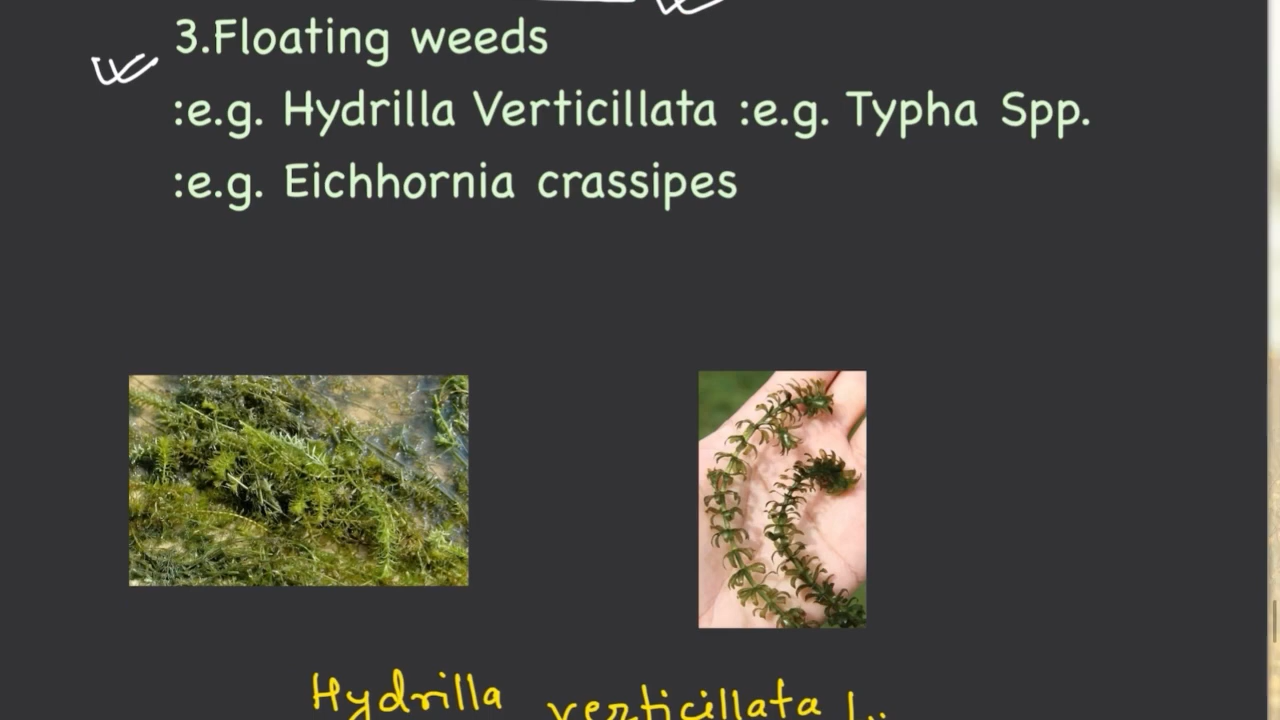 3.Floating weeds
:e.g. Hydrilla Verticillata :e.g. Typha Spp.
:e.g. Eichhornia crassipes
Hydrilla verticillata